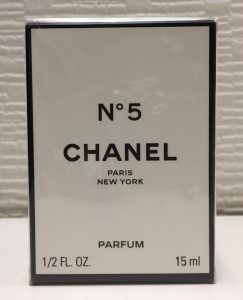 N°5
CHANEL
PARIS
NEW YORK
PARFUM
1/2 FL. OZ. 15 ml